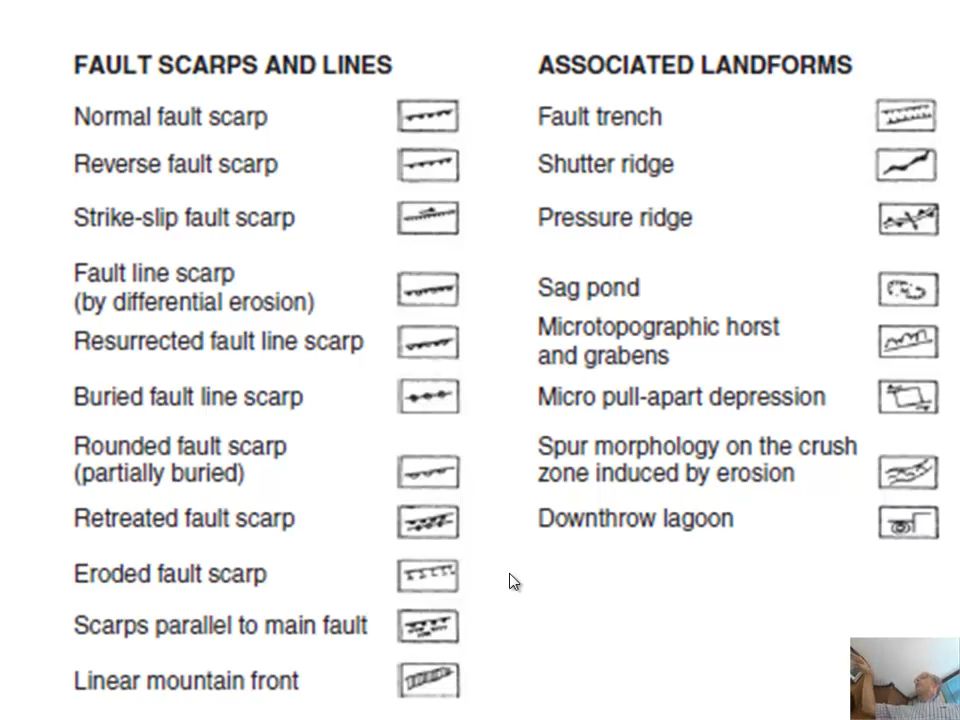 FAULT SCARPS AND LINES
Normal fault scarp
Reverse fault scarp
Strike-slip fault scarp
Fault line scarp
(by differential erosion)
Resurrected fault line scarp
Buried fault line scarp
Rounded fault scarp
(partially buried)
Retreated fault scarp
Eroded fault scarp
Scarps parallel to main fault
Linear mountain front
ASSOCIATED LANDFORMS
Fault trench
Shutter ridge
Pressure ridge
Sag pond
Microtopographic horst
and grabens
Micro pull-apart depression
Spur morphology on the crush
zone induced by erosion
Downthrow lagoon